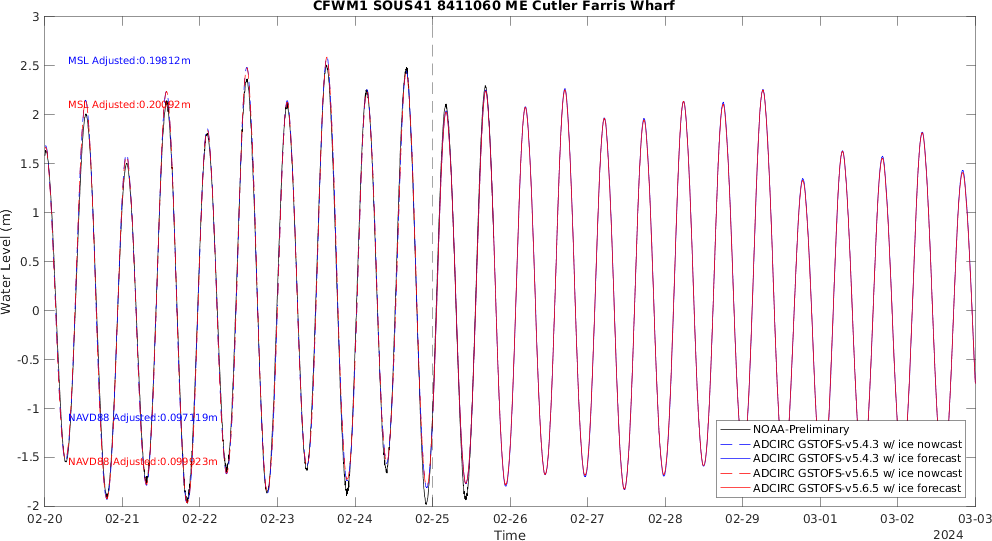 CFWM1 SOUS41 8411060 ME Cutler Farris Wharf
3
2.5
2
1.5
1
0.5
0
-0.5
-1
-1.5
-2
Water Level (m)
MSL Adjusted:0.19812m
MSL Adjusted:0.20092m
NAVD88 Adjusted:0.097119m
NAVD88 Adjusted:0.099923m
NOAA-Preliminary
ADCIRC GSTOFS-v5.4.3 w/ ice nowcast
ADCIRC GSTOFS-v5.4.3 w/ ice forecast
ADCIRC GSTOFS-v5.6.5 w/ ice nowcast
ADCIRC GSTOFS-v5.6.5 w/ ice forecast
02-20 02-21 02-22 02-23 02-24 02-25 02-26 02-27 02-28 02-29 03-01 03-02 03-03
Time
2024